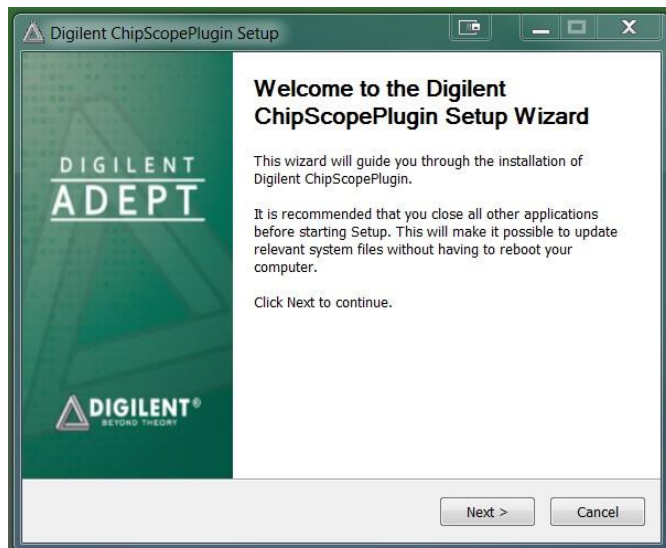 Digilent ChipScopePlugin Setup
DIGILENT
ADEPT
DIGILENT®
BEYOND THEORY
Welcome to the Digilent
ChipScopePlugin Setup Wizard
This wizard will guide you through the installation of
Digilent ChipScopePlugin.
It is recommended that you close all other applications
before starting Setup. This will make it possible to update
relevant system files without having to reboot your
computer.
Click Next to continue.
Next >
Cancel